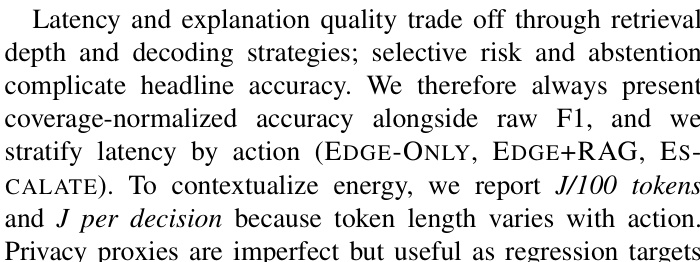 Latency and explanation quality trade off through retrieval
depth and decoding strategies; selective risk and abstention
complicate headline accuracy. We therefore always present
coverage-normalized accuracy alongside raw F1, and we
stratify latency by action (EDGE-ONLY, EDGE+RAG, ES-
CALATE). To contextualize energy, we report J/100 tokens
and J per decision because token length varies with action.
Privacy proxies are imperfect but useful as regression targets